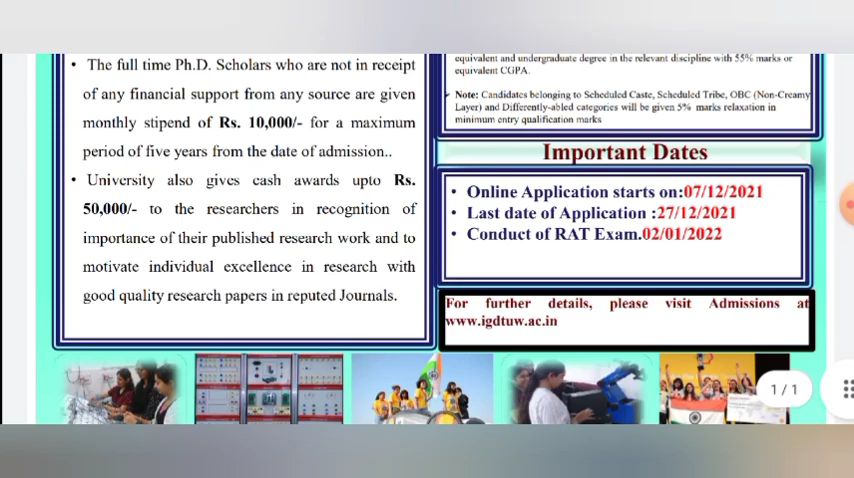 • The full time Ph.D. Scholars who are not in receipt
of any financial support from any source are given
monthly stipend of Rs. 10,000/- for a maximum
period of five years from the date of admission..
• University also gives cash awards upto Rs.
50,000/- to the researchers in recognition of
importance of their published research work and to
motivate individual excellence in research with
good quality research papers in reputed Journals.
equivalent and undergraduate degree in the relevant discipline with 55% marks or
equivalent CGPA.
Note: Candidates belonging to Scheduled Caste, Scheduled Tribe, OBC (Non-Creamy
Layer) and Differently-abled categories will be given 5% marks relaxation in
minimum entry qualification marks
Important Dates
• Online Application starts on:07/12/2021
• Last date of Application :27/12/2021
• Conduct of RAT Exam.02/01/2022
For further details, please visit Admissions at
www.igdtuw.ac.in
1 / 1